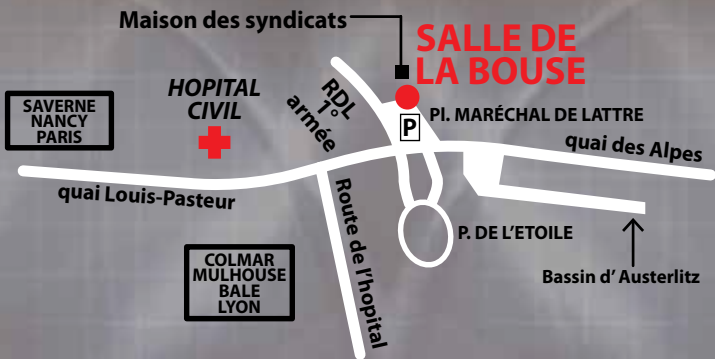 Maison des syndicats
SALLE DE
LA BOUSE
HOPITAL
CIVIL
RDL
1°
armée
SAVERNE
NANCY
PARIS
P
Pl. MARÉCHAL DE LATTRE
quai des Alpes
quai Louis-Pasteur
Route de l'hopital
P. DE L'ETOILE
COLMAR
MULHOUSE
BALE
LYON
Bassin d' Austerlitz